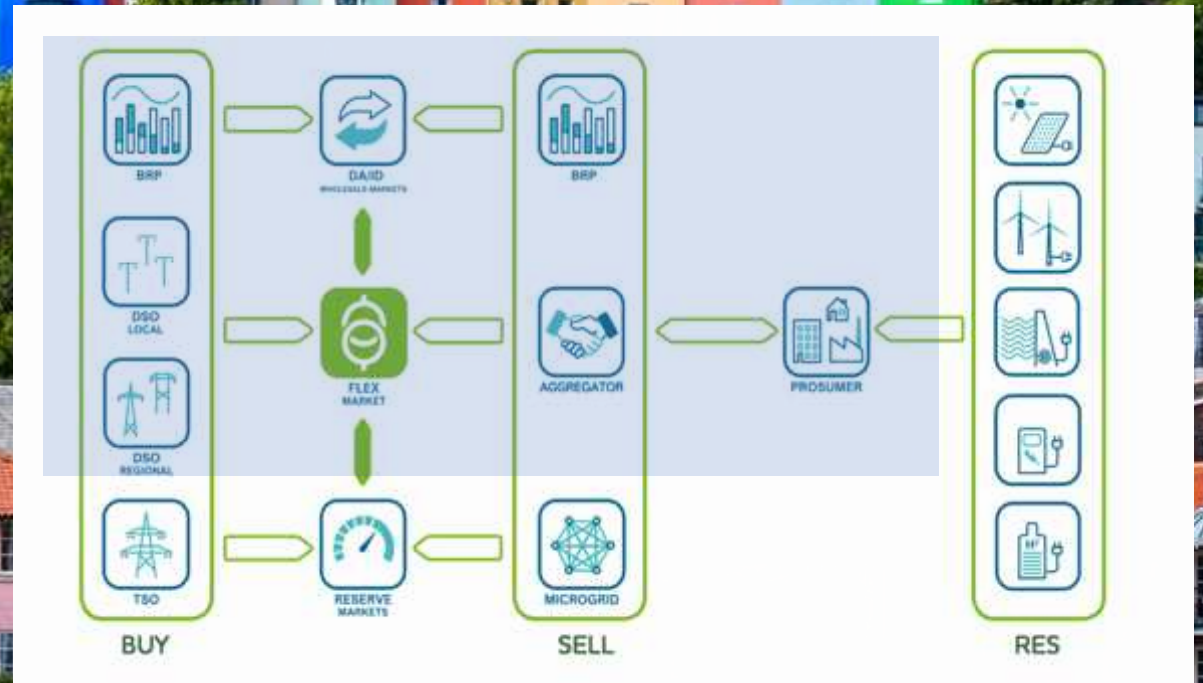 BRP
DA/ID
WHOLESALE MARKETS
BRP
DSO
LOCAL
FLEX
MARKET
AGGREGATOR
PROSUMER
DSO
REGIONAL
TSO
RESERVE
MARKETS
MICROGRID
BUY
SELL
RES